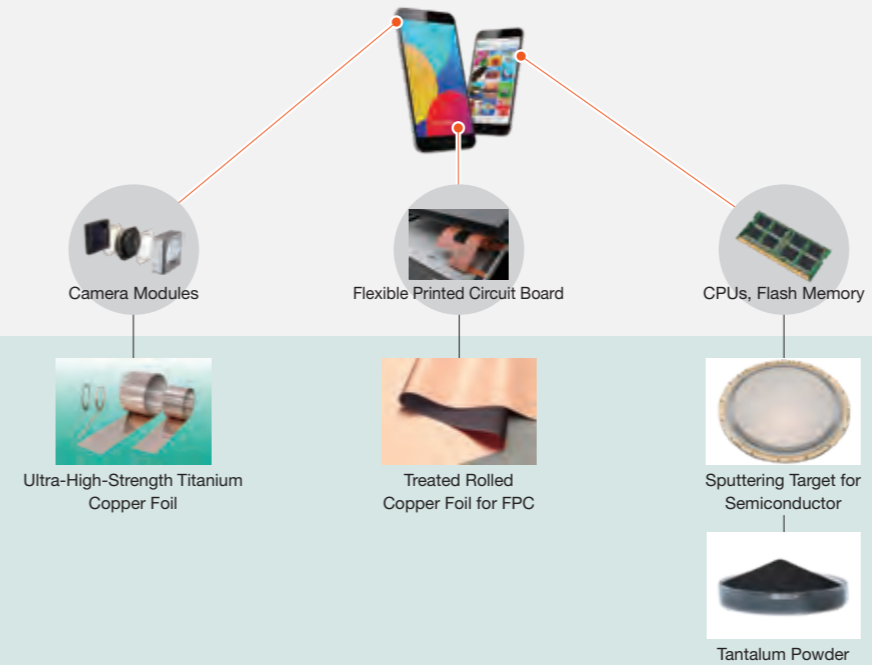 Camera Modules
Flexible Printed Circuit Board
CPUs, Flash Memory
Ultra-High-Strength Titanium
Copper Foil
Treated Rolled
Copper Foil for FPC
Sputtering Target for
Semiconductor
Tantalum Powder